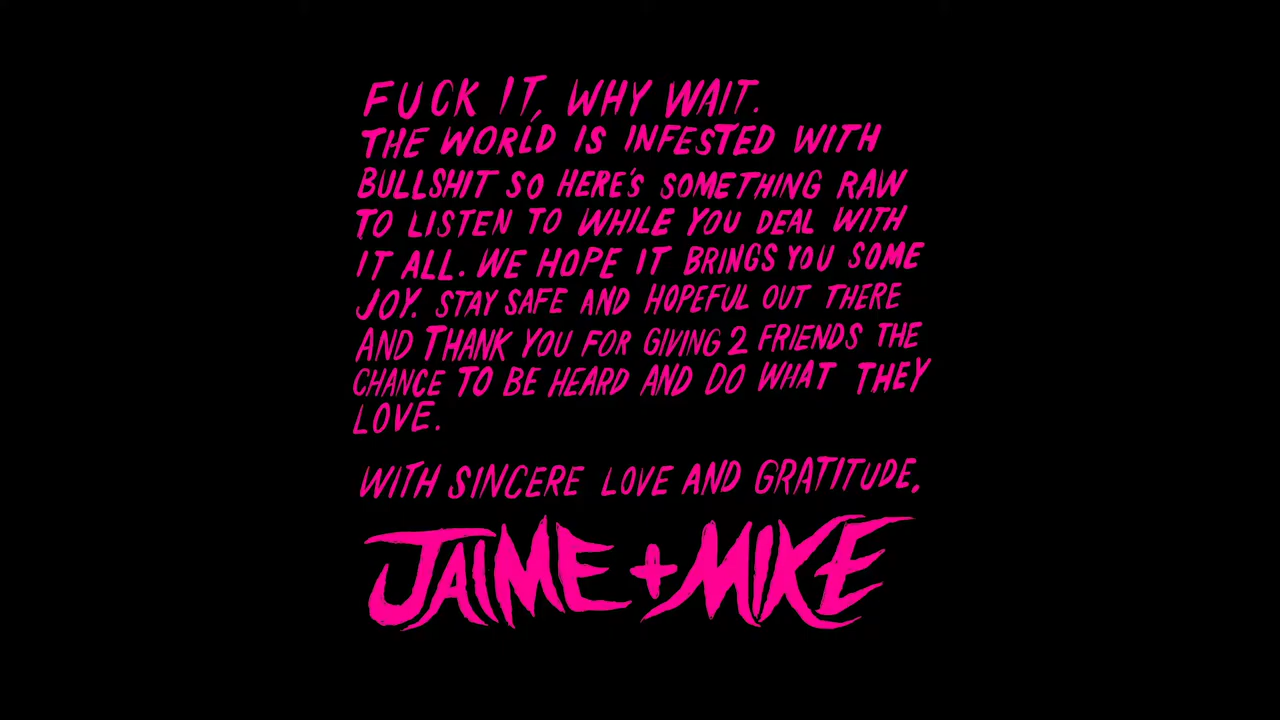 FUCK IT, WHY WAIT.
THE WORLD IS INFESTED WITH
BULLSHIT SO HERE'S SOMETHING RAW
TO LISTEN TO WHILE YOU DEAL WITH
IT ALL. WE HOPE IT BRINGS YOU SOME
JOY. STAY SAFE AND HOPEFUL OUT THERE
AND THANK YOU FOR GIVING 2 FRIENDS THE
CHANCE TO BE HEARD AND DO WHAT THEY
LOVE.
WITH SINCERE LOVE AND GRATITUDE,
JAIME + MIKE